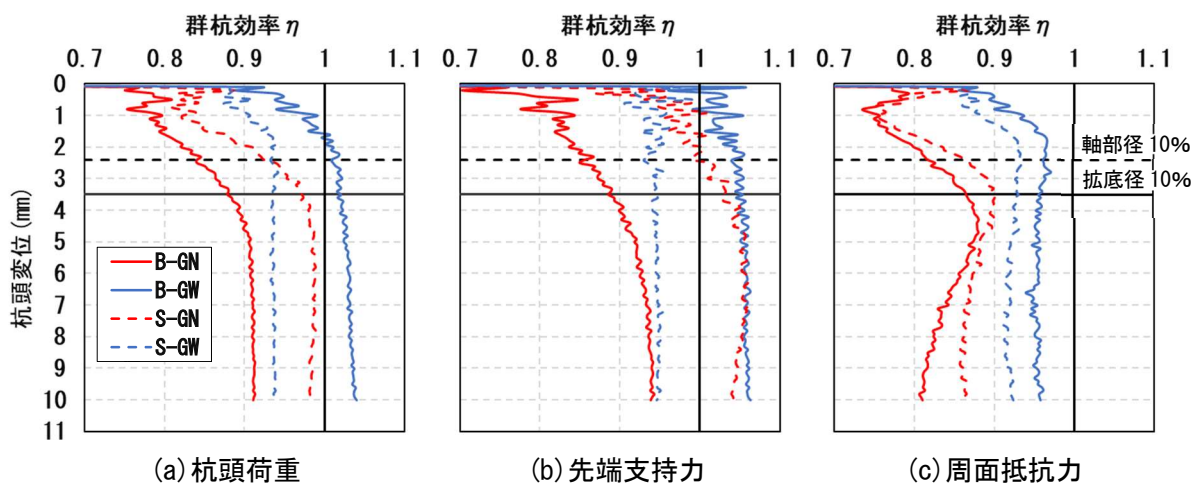 群杭効率η
群杭効率η
群杭効率η
0.7 0.8 0.9 1 1.1
0.7 0.8 0.9 1 1.1
0.7 0.8 0.9 1 1.1
杭頭変位(mm)
0
1
2
3
4
5
6
7
8
9
10
11
B-GN
B-GW
S-GN
S-GW
軸部径 10%
拡底径 10%
(a)杭頭荷重
(b)先端支持力
(c)周面抵抗力